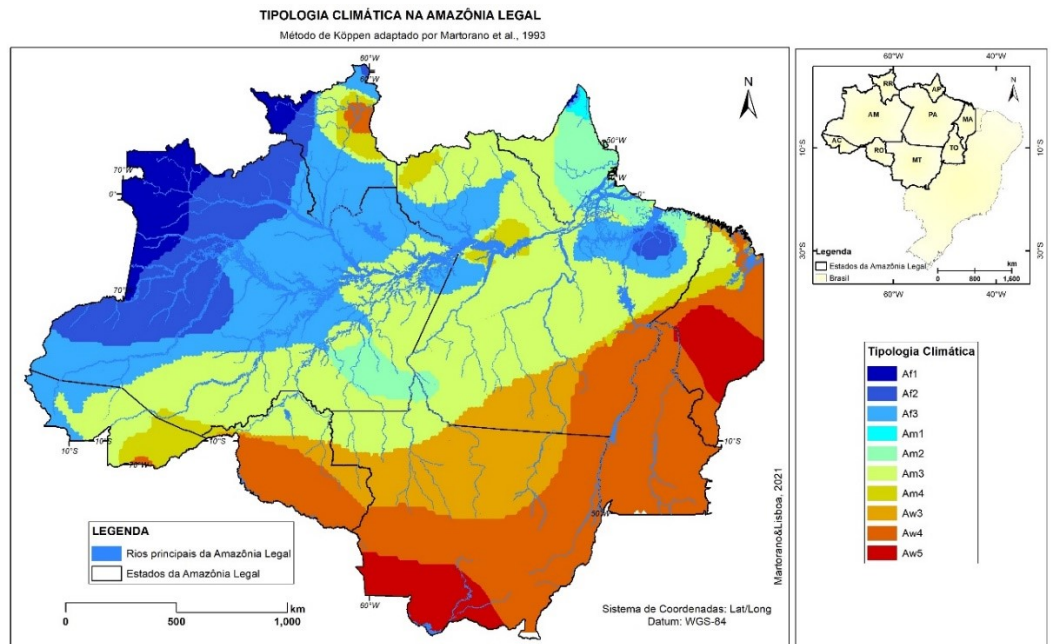 TIPOLOGIA CLIMÁTICA NA AMAZÔNIA LEGAL
Método de Köppen adaptado por Martorano et al., 1993
60°W
60°W
N
50°W
0°
70°W
0°
70°W
10°S
10°S
70°W
10°S
10°S
50°W
60°W
LEGENDA
Rios principais da Amazônia Legal
Estados da Amazônia Legal
km
0 500 1,000
Sistema de Coordenadas: Lat/Long
Datum: WGS-84
Martorano&Lisboa, 2021
60°W 40°W
N
RR AP
AM PA MA
AC RO TO
MT
10°S 10°S
30°S 30°S
Legenda
Estados da Amazônia Legal
Brasil
km
0 800 1,600
60°W 40°W
Tipologia Climática
Af1
Af2
Af3
Am1
Am2
Am3
Am4
Aw3
Aw4
Aw5